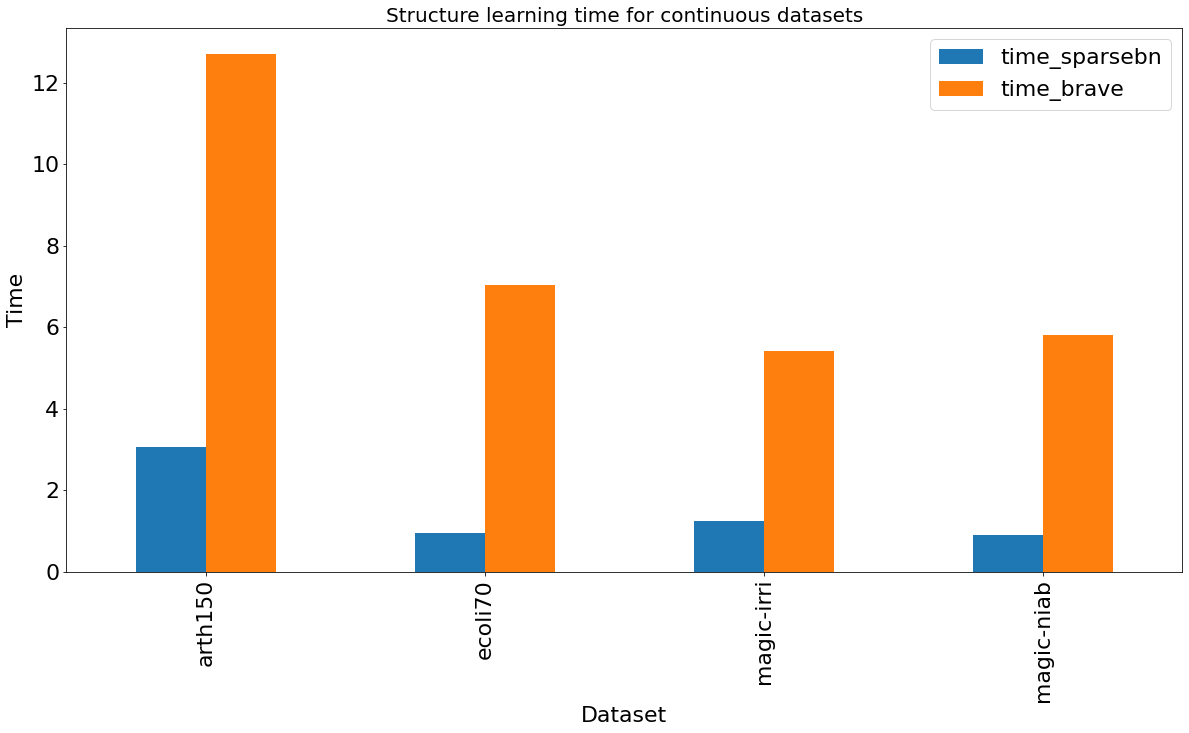 Structure learning time for continuous datasets
time_sparsebn
time_brave
Time
12
10
8
6
4
2
0
arth150
ecoli70
magic-irri
magic-niab
Dataset